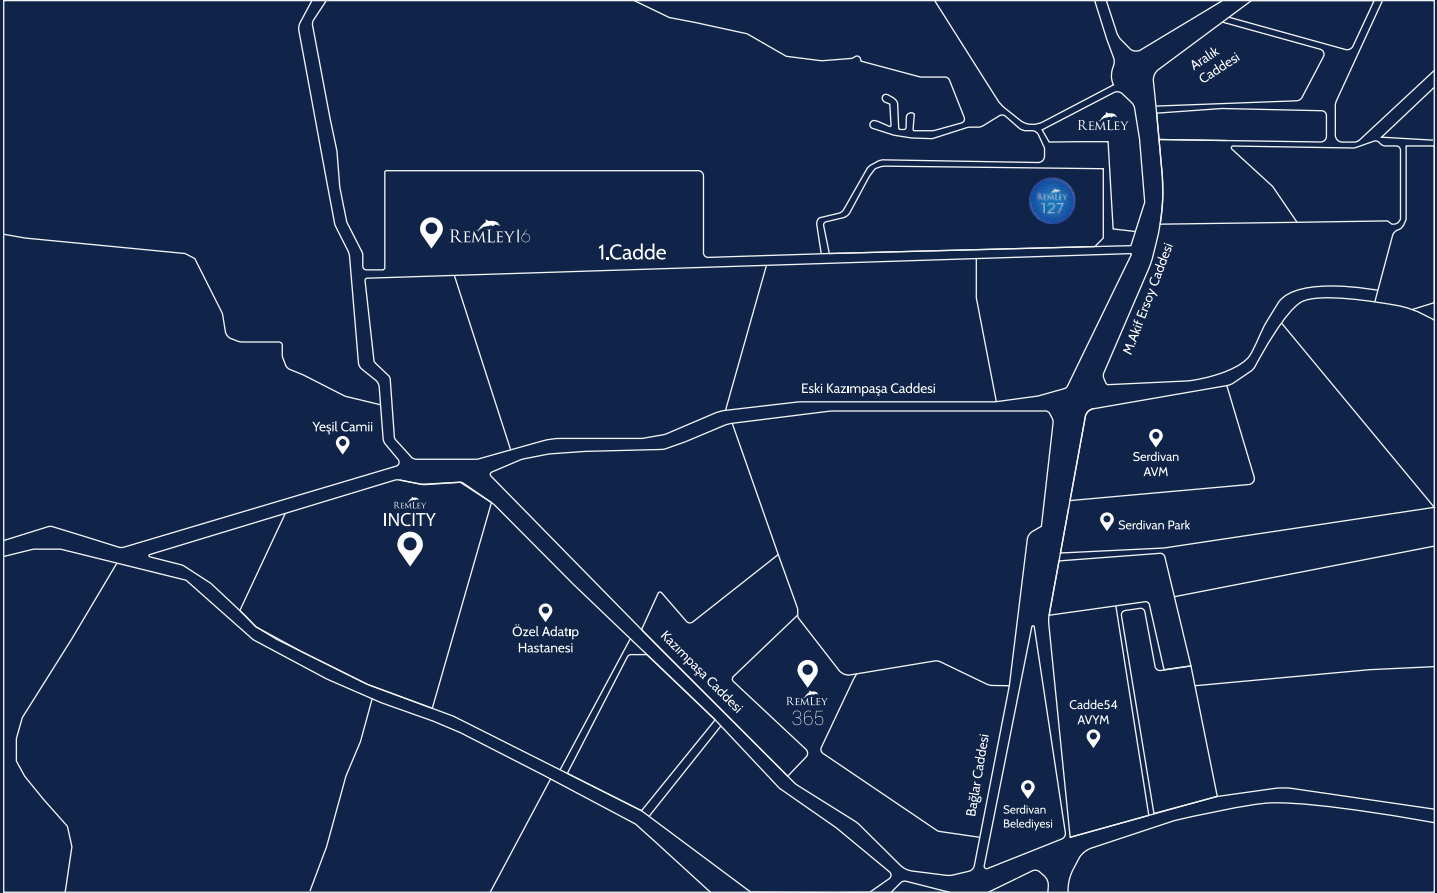 Aralık
Caddesi
REMLEY
REMLEY
127
REMLEY16
1.Cadde
M.Akif Ersoy Caddesi
Eski Kazımpaşa Caddesi
Yeşil Camii
Serdivan
AVM
REMLEY
INCITY
Serdivan Park
Özel Adatıp
Hastanesi
Kazımpaşa Caddesi
REMLEY
365
Cadde54
AVYM
Bağlar Caddesi
Serdivan
Belediyesi